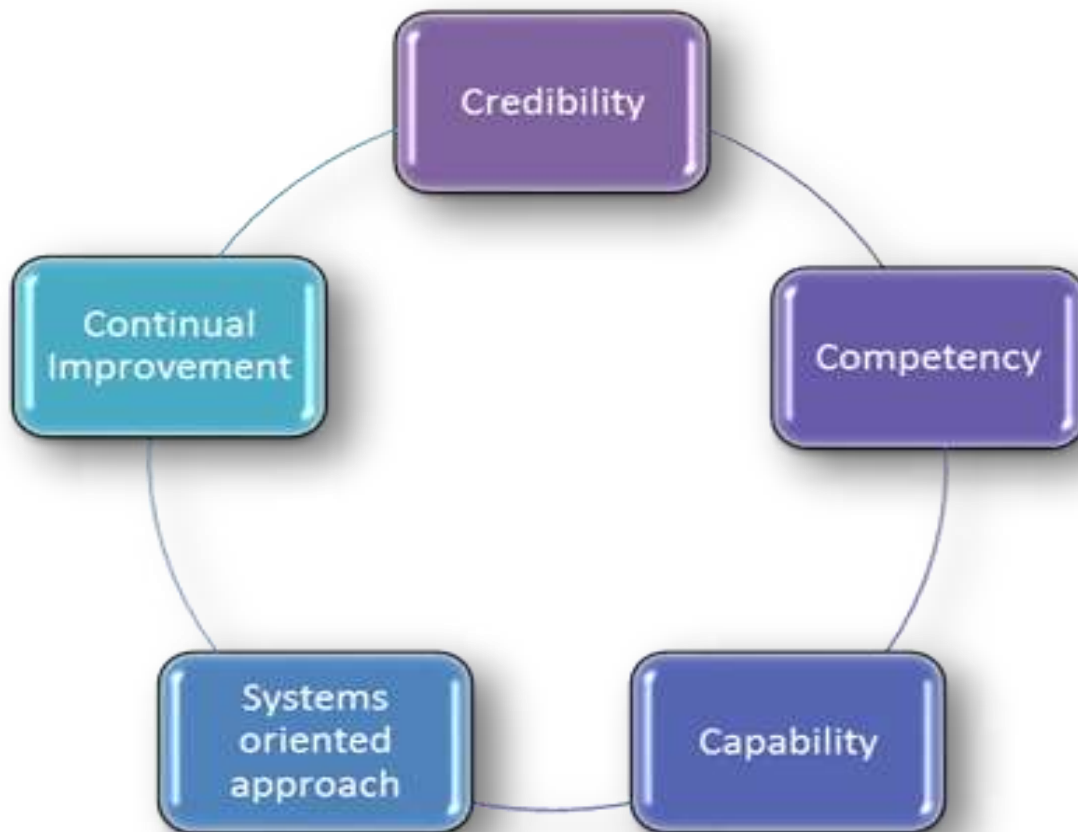 Credibility
Competency
Capability
Systems
oriented
approach
Continual
Improvement